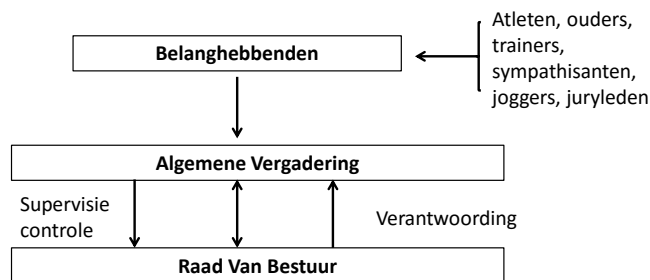 Atleten, ouders,
trainers,
sympathisanten,
joggers, juryleden
Belanghebbenden
Algemene Vergadering
Supervisie
controle
Verantwoording
Raad Van Bestuur